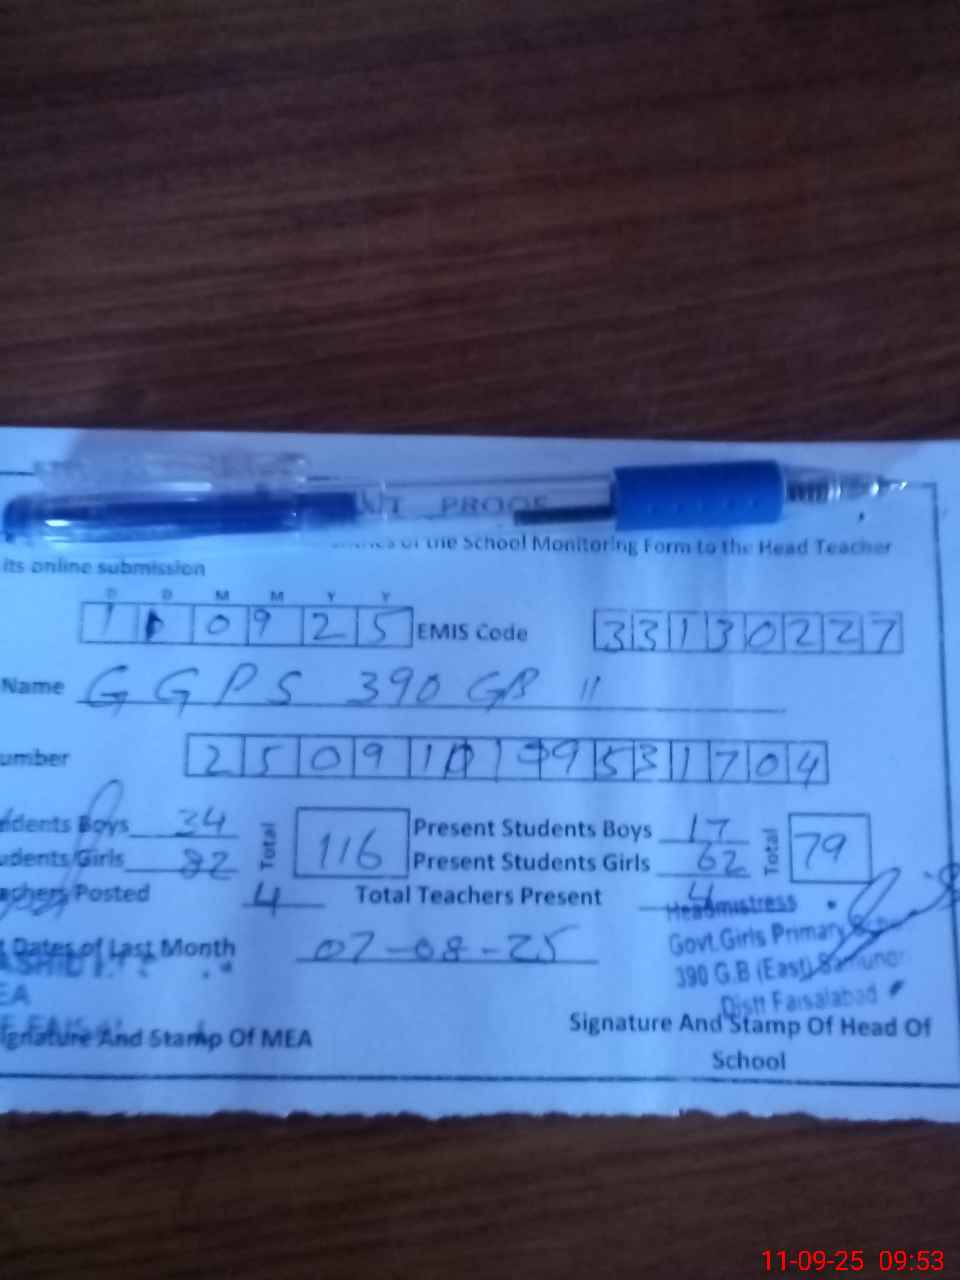 PROOF
of the School Monitoring Form to the Head Teacher
its online submission
D D M M Y Y
1 1 0 9 2 5 EMIS Code 3 3 1 3 0 2 2 7
Name G G P S 390 GB 11
umber 2 5 0 9 1 1 1 9 9 5 3 1 7 0 4
dents Boys 34 Total 116 Present Students Boys 17 Total 79
udents Girls 82 Present Students Girls 62
achers Posted 4 Total Teachers Present 4
Dates of Last Month 07-08-25
Headmistress
Govt. Girls Primary
390 G.B (East)
Distt Faisalabad
ignature And Stamp Of MEA
Signature And Stamp Of Head Of
School
11-09-25 09:53